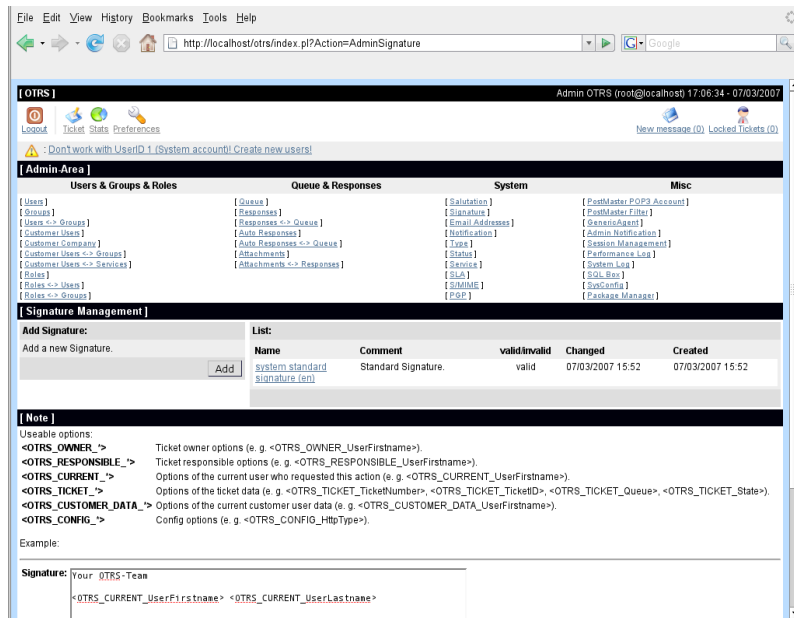 File Edit View History Bookmarks Tools Help
http://localhost/otrs/index.pl?Action=AdminSignature
G Google
[ OTRS ] Admin OTRS (root@localhost) 17:06:34 - 07/03/2007
Logout Ticket Stats Preferences New message (0) Locked Tickets (0)
: Don't work with UserID 1 (System account)! Create new users!
[ Admin-Area ]
Users & Groups & Roles Queue & Responses System Misc
[ Users ] [ Queue ] [ Salutation ] [ PostMaster POP3 Account ]
[ Groups ] [ Responses ] [ Signature ] [ PostMaster Filter ]
[ Users <-> Groups ] [ Responses <-> Queue ] [ Email Addresses ] [ GenericAgent ]
[ Customer Users ] [ Auto Responses ] [ Notification ] [ Admin Notification ]
[ Customer Company ] [ Auto Responses <-> Queue ] [ Type ] [ Session Management ]
[ Customer Users <-> Groups ] [ Attachments ] [ Status ] [ Performance Log ]
[ Customer Users <-> Services ] [ Attachments <-> Responses ] [ Service ] [ System Log ]
[ Roles ] [ SLA ] [ SQL Box ]
[ Roles <-> Users ] [ S/MIME ] [ SysConfig ]
[ Roles <-> Groups ] [ PGP ] [ Package Manager ]
[ Signature Management ]
Add Signature: List:
Add a new Signature. Name Comment valid/invalid Changed Created
Add system standard Standard Signature. valid 07/03/2007 15:52 07/03/2007 15:52
signature (en)
[ Note ]
Useable options:
<OTRS_OWNER_*> Ticket owner options (e. g. <OTRS_OWNER_UserFirstname>).
<OTRS_RESPONSIBLE_*> Ticket responsible options (e. g. <OTRS_RESPONSIBLE_UserFirstname>).
<OTRS_CURRENT_*> Options of the current user who requested this action (e. g. <OTRS_CURRENT_UserFirstname>).
<OTRS_TICKET_*> Options of the ticket data (e. g. <OTRS_TICKET_TicketNumber>, <OTRS_TICKET_TicketID>, <OTRS_TICKET_Queue>, <OTRS_TICKET_State>).
<OTRS_CUSTOMER_DATA_*> Options of the current customer user data (e. g. <OTRS_CUSTOMER_DATA_UserFirstname>).
<OTRS_CONFIG_*> Config options (e. g. <OTRS_CONFIG_HttpType>).
Example:
Signature: Your OTRS-Team
<OTRS_CURRENT_UserFirstname> <OTRS_CURRENT_UserLastname>